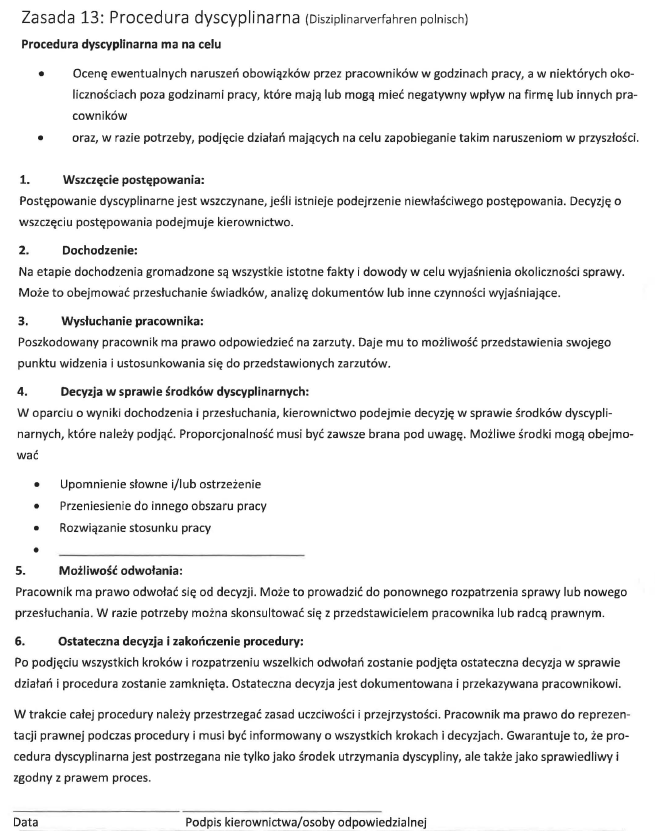 Zasada 13: Procedura dyscyplinarna (Disziplinarverfahren polnisch)
Procedura dyscyplinarna ma na celu
• Ocenę ewentualnych naruszeń obowiązków przez pracowników w godzinach pracy, a w niektórych oko-
licznościach poza godzinami pracy, które mają lub mogą mieć negatywny wpływ na firmę lub innych pra-
cowników
• oraz, w razie potrzeby, podjęcie działań mających na celu zapobieganie takim naruszeniom w przyszłości.
1. Wszczęcie postępowania:
Postępowanie dyscyplinarne jest wszczynane, jeśli istnieje podejrzenie niewłaściwego postępowania. Decyzję o
wszczęciu postępowania podejmuje kierownictwo.
2. Dochodzenie:
Na etapie dochodzenia gromadzone są wszystkie istotne fakty i dowody w celu wyjaśnienia okoliczności sprawy.
Może to obejmować przesłuchanie świadków, analizę dokumentów lub inne czynności wyjaśniające.
3. Wysłuchanie pracownika:
Poszkodowany pracownik ma prawo odpowiedzieć na zarzuty. Daje mu to możliwość przedstawienia swojego
punktu widzenia i ustosunkowania się do przedstawionych zarzutów.
4. Decyzja w sprawie środków dyscyplinarnych:
W oparciu o wyniki dochodzenia i przesłuchania, kierownictwo podejmie decyzję w sprawie środków dyscypli-
narnych, które należy podjąć. Proporcjonalność musi być zawsze brana pod uwagę. Możliwe środki mogą obejmo-
wać
• Upomnienie słowne i/lub ostrzeżenie
• Przeniesienie do innego obszaru pracy
• Rozwiązanie stosunku pracy
•
5. Możliwość odwołania:
Pracownik ma prawo odwołać się od decyzji. Może to prowadzić do ponownego rozpatrzenia sprawy lub nowego
przesłuchania. W razie potrzeby można skonsultować się z przedstawicielem pracownika lub radcą prawnym.
6. Ostateczna decyzja i zakończenie procedury:
Po podjęciu wszystkich kroków i rozpatrzeniu wszelkich odwołań zostanie podjęta ostateczna decyzja w sprawie
działań i procedura zostanie zamknięta. Ostateczna decyzja jest dokumentowana i przekazywana pracownikowi.
W trakcie całej procedury należy przestrzegać zasad uczciwości i przejrzystości. Pracownik ma prawo do reprezen-
tacji prawnej podczas procedury i musi być informowany o wszystkich krokach i decyzjach. Gwarantuje to, że pro-
cedura dyscyplinarna jest postrzegana nie tylko jako środek utrzymania dyscypliny, ale także jako sprawiedliwy i
zgodny z prawem proces.
Data Podpis kierownictwa/osoby odpowiedzialnej